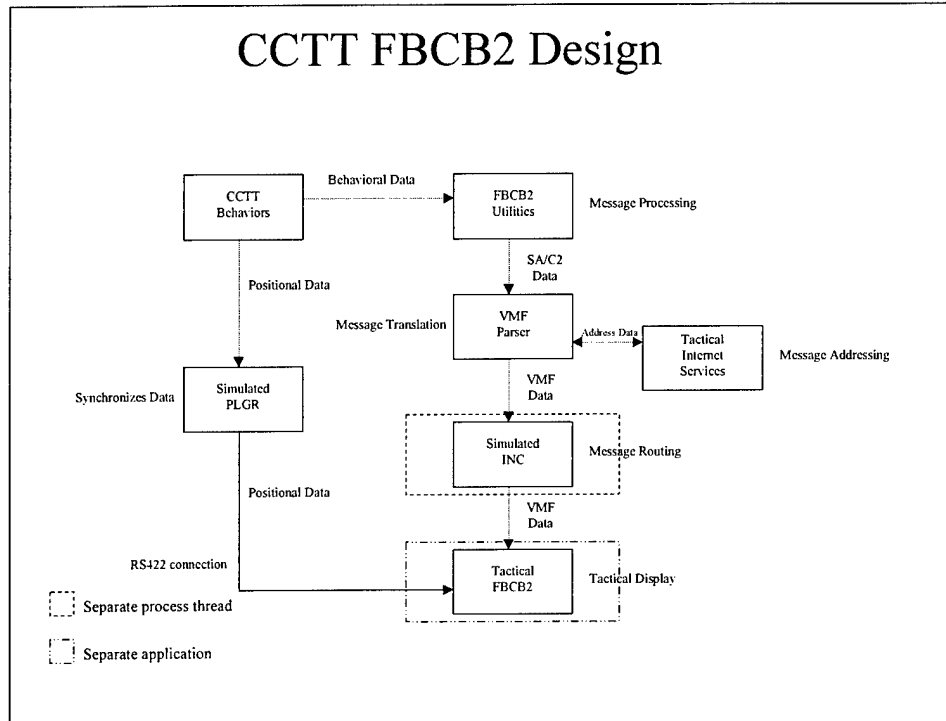 CCTT FBCB2 Design
CCTT
Behaviors
Behavioral Data
FBCB2
Utilities
Message Processing
Positional Data
SA/C2
Data
Message Translation
VMF
Parser
Address Data
Tactical
Internet
Services
Message Addressing
Synchronizes Data
Simulated
PLGR
VMF
Data
Simulated
INC
Message Routing
Positional Data
VMF
Data
RS422 connection
Tactical
FBCB2
Tactical Display
Separate process thread
Separate application